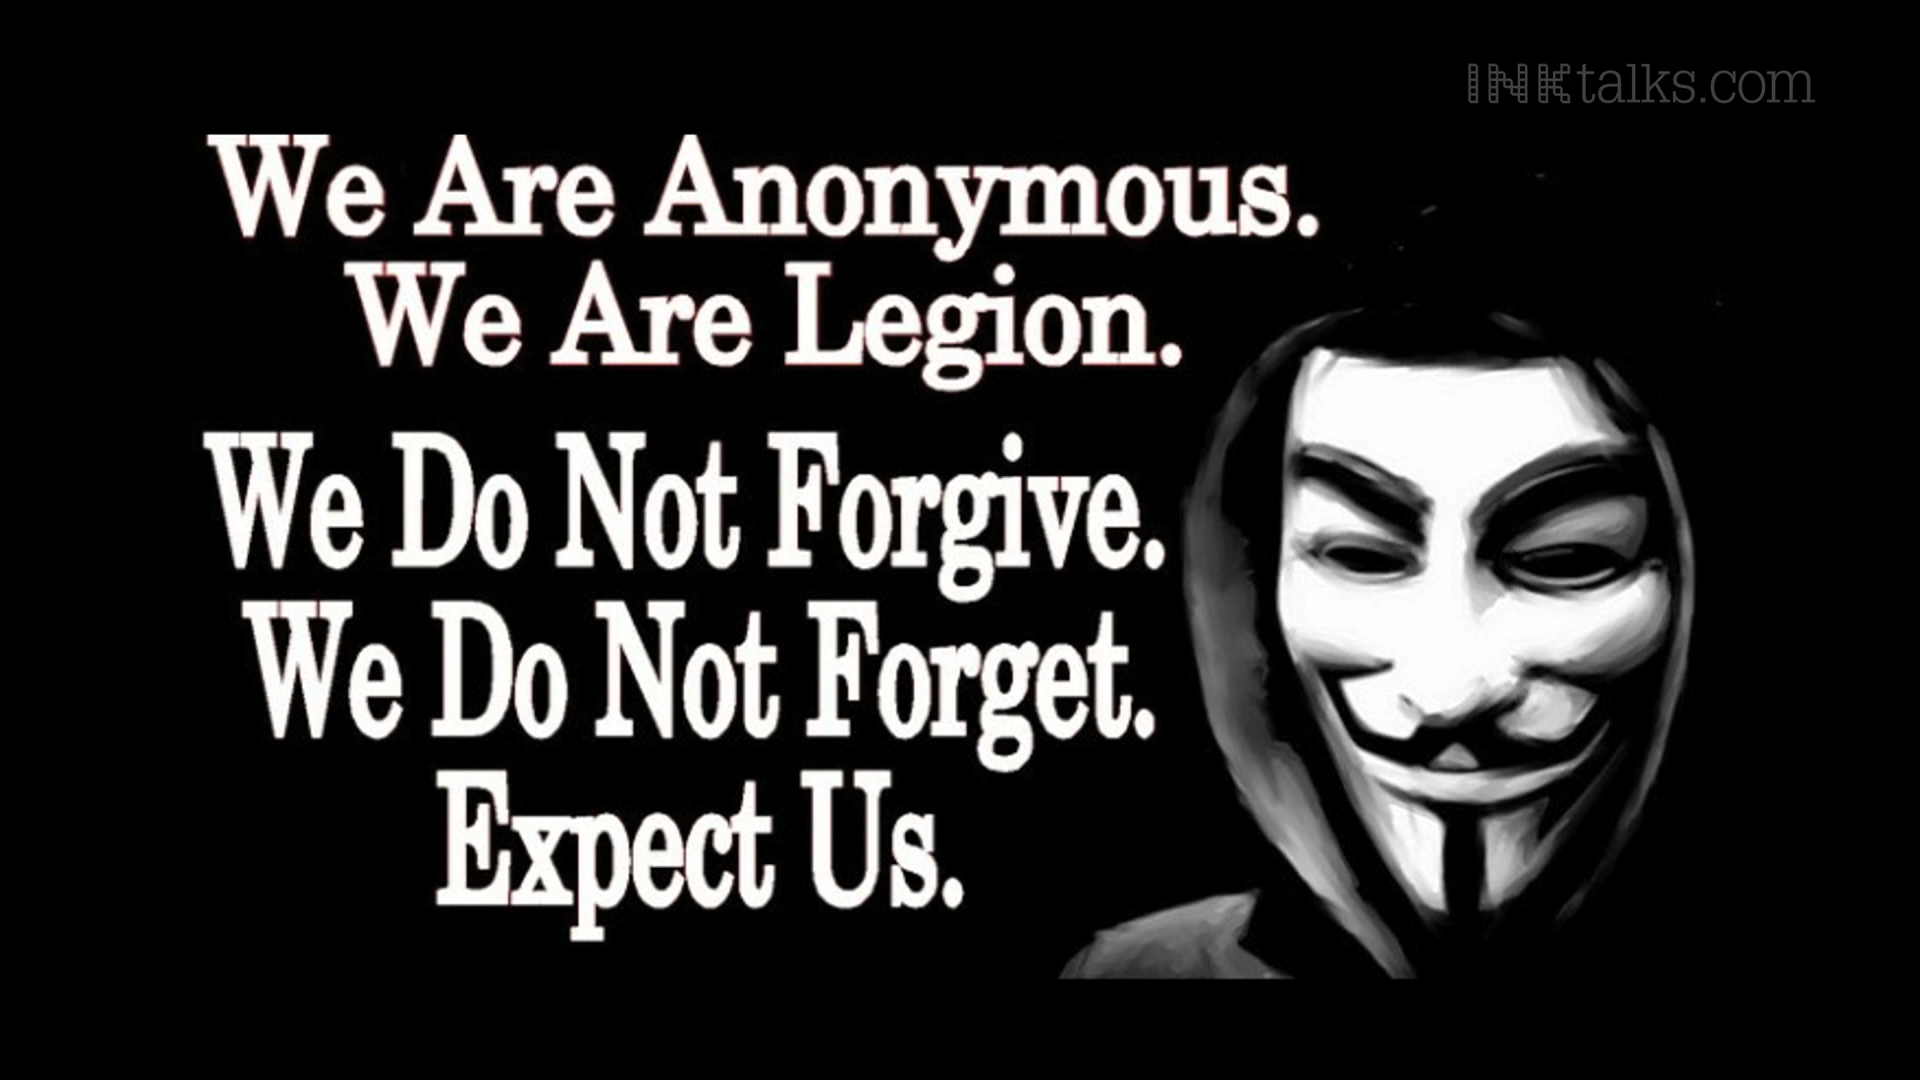 INKtalks.com
We Are Anonymous.
We Are Legion.
We Do Not Forgive.
We Do Not Forget.
Expect Us.